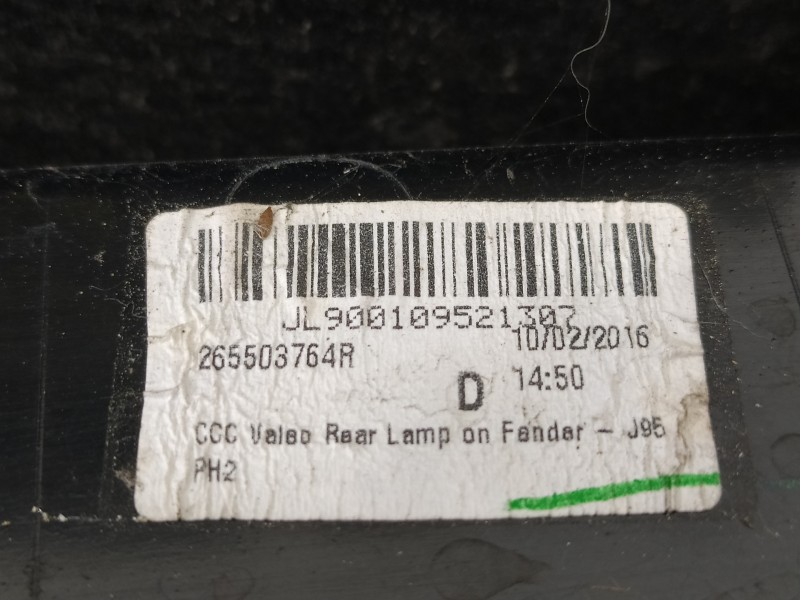 JL900109521307
265503764R
10/02/2016
D
14:50
CCC Valeo Rear Lamp on Fender - J95
PH2